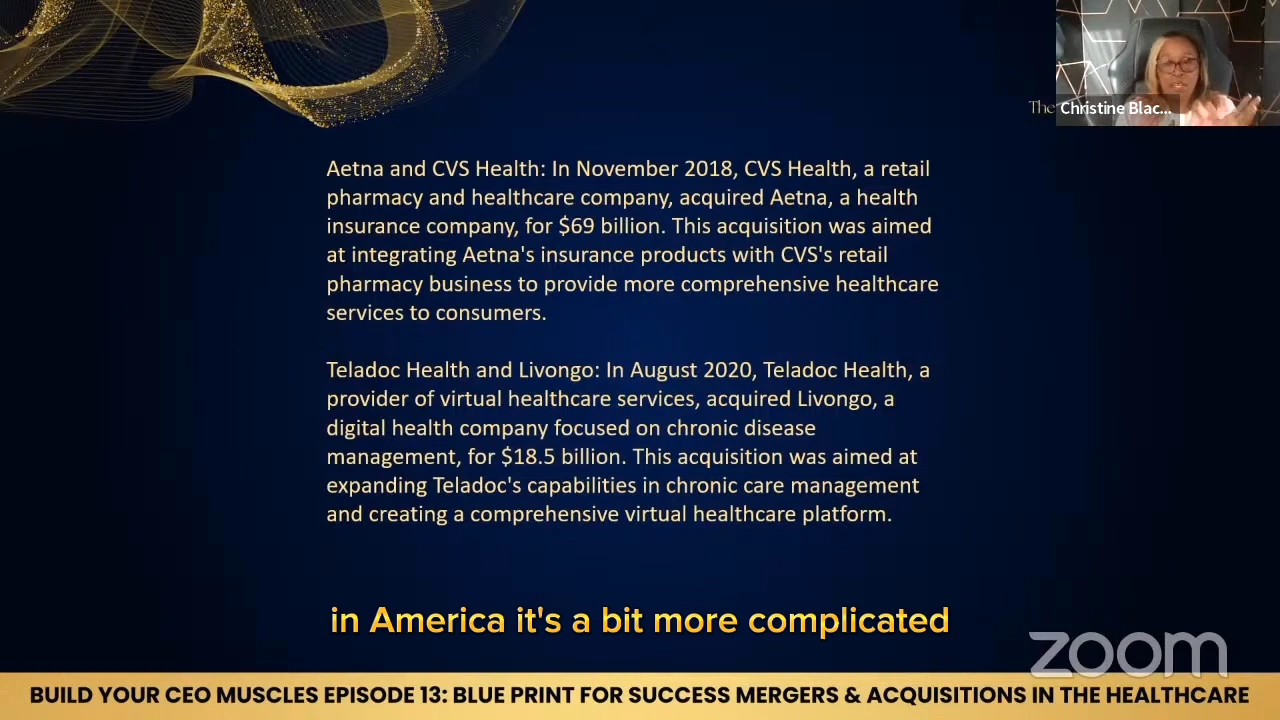 The
Christine Blac...
Aetna and CVS Health: In November 2018, CVS Health, a retail
pharmacy and healthcare company, acquired Aetna, a health
insurance company, for $69 billion. This acquisition was aimed
at integrating Aetna's insurance products with CVS's retail
pharmacy business to provide more comprehensive healthcare
services to consumers.
Teladoc Health and Livongo: In August 2020, Teladoc Health, a
provider of virtual healthcare services, acquired Livongo, a
digital health company focused on chronic disease
management, for $18.5 billion. This acquisition was aimed at
expanding Teladoc's capabilities in chronic care management
and creating a comprehensive virtual healthcare platform.
in America it's a bit more complicated
zoom
BUILD YOUR CEO MUSCLES EPISODE 13: BLUE PRINT FOR SUCCESS MERGERS & ACQUISITIONS IN THE HEALTHCARE